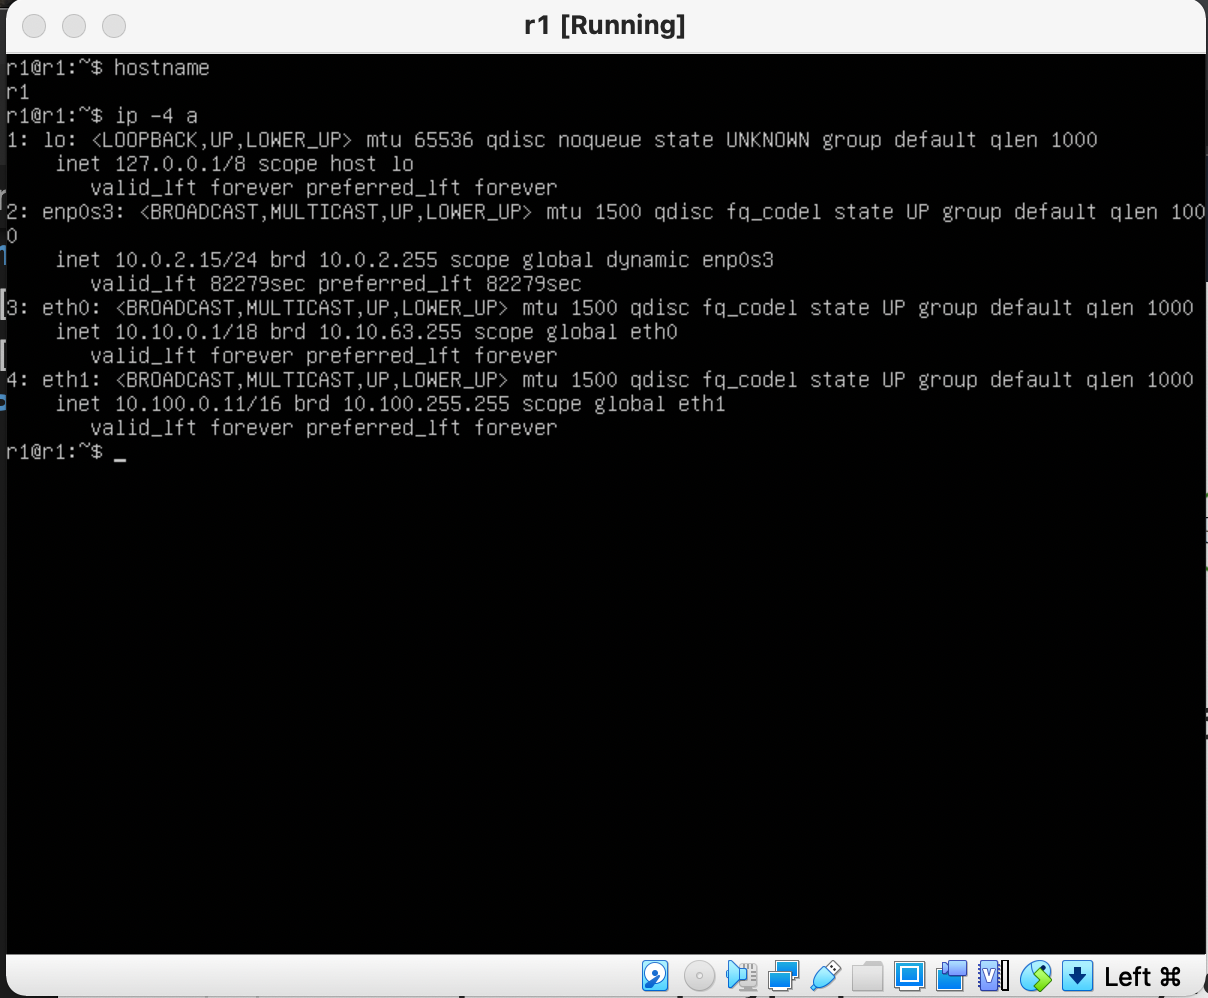 r1 [Running]
r1@r1:~$ hostname
r1
r1@r1:~$ ip -4 a
1: lo: <LOOPBACK,UP,LOWER_UP> mtu 65536 qdisc noqueue state UNKNOWN group default qlen 1000
    inet 127.0.0.1/8 scope host lo
       valid_lft forever preferred_lft forever
2: enp0s3: <BROADCAST,MULTICAST,UP,LOWER_UP> mtu 1500 qdisc fq_codel state UP group default qlen 100
0
    inet 10.0.2.15/24 brd 10.0.2.255 scope global dynamic enp0s3
       valid_lft 82279sec preferred_lft 82279sec
3: eth0: <BROADCAST,MULTICAST,UP,LOWER_UP> mtu 1500 qdisc fq_codel state UP group default qlen 1000
    inet 10.10.0.1/18 brd 10.10.63.255 scope global eth0
       valid_lft forever preferred_lft forever
4: eth1: <BROADCAST,MULTICAST,UP,LOWER_UP> mtu 1500 qdisc fq_codel state UP group default qlen 1000
    inet 10.100.0.11/16 brd 10.100.255.255 scope global eth1
       valid_lft forever preferred_lft forever
r1@r1:~$ _
Left ⌘